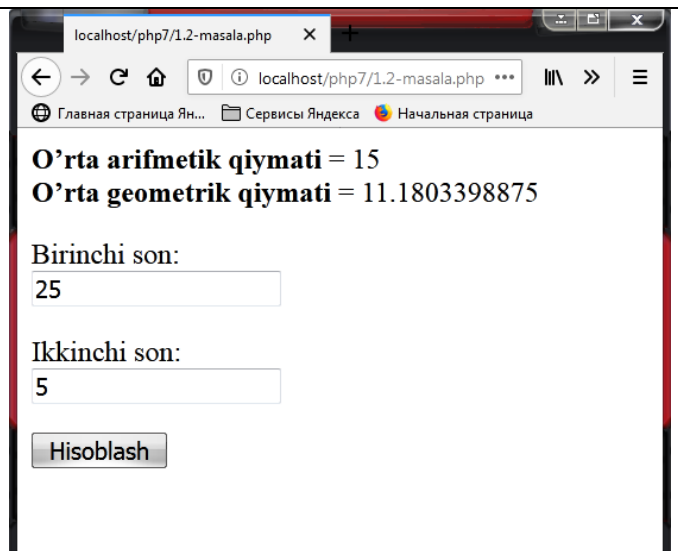 localhost/php7/1.2-masala.php
localhost/php7/1.2-masala.php
Главная страница Ян... Сервисы Яндекса Начальная страница
O’rta arifmetik qiymati = 15
O’rta geometrik qiymati = 11.1803398875
Birinchi son:
25
Ikkinchi son:
5
Hisoblash